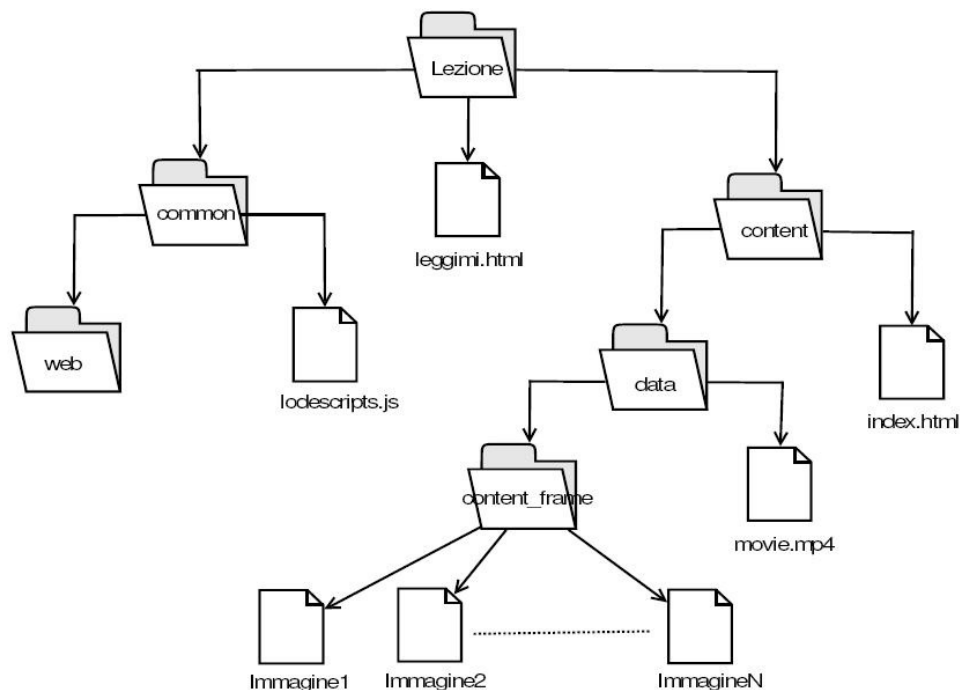 Lezione
common
leggimi.html
content
web
lodescripts.js
data
index.html
content_frame
movie.mp4
Immagine1
Immagine2
ImmagineN